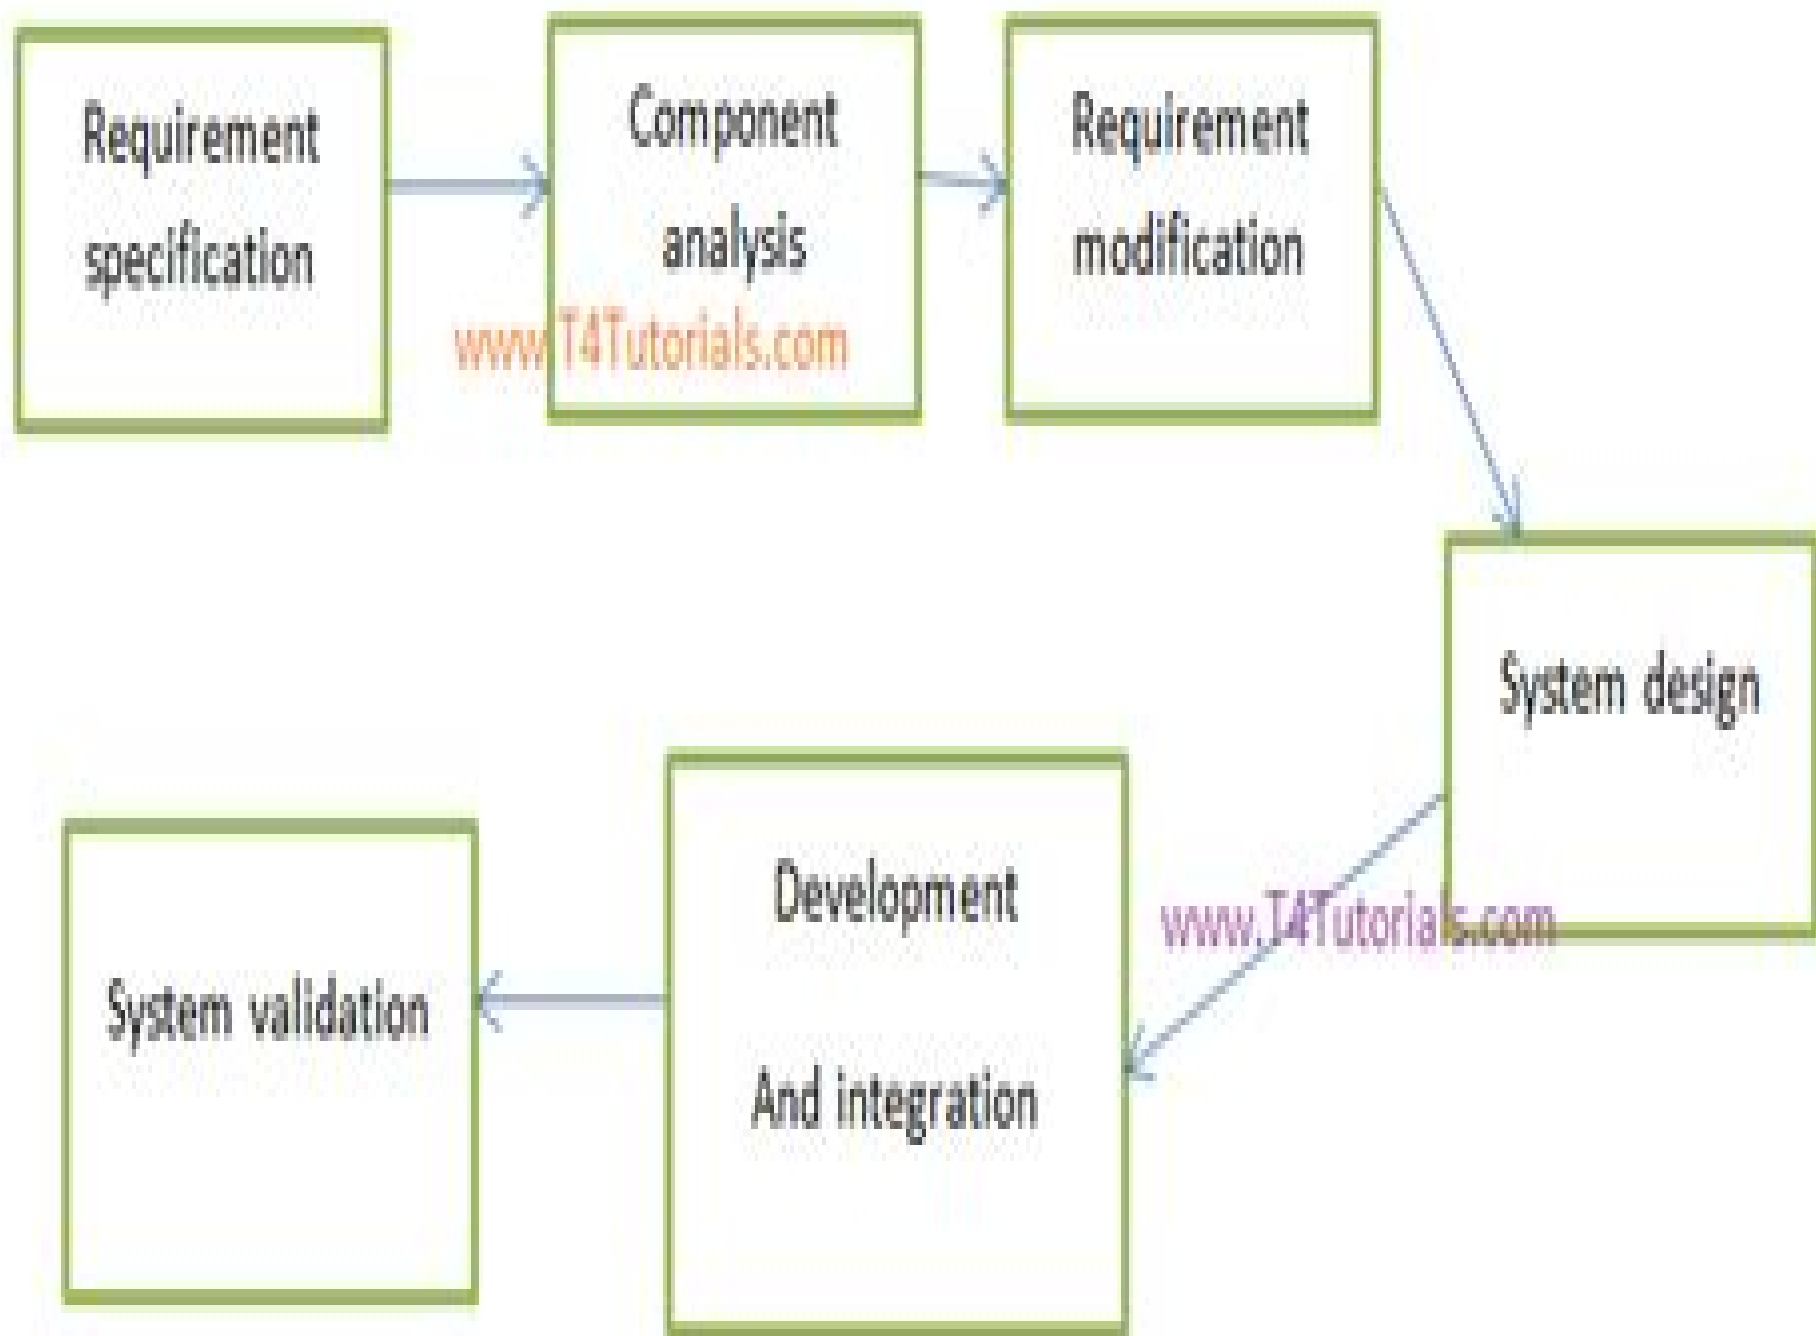 Requirement
specification
Component
analysis
www.T4Tutorials.com
Requirement
modification
System design
www.T4Tutorials.com
Development
And integration
System validation